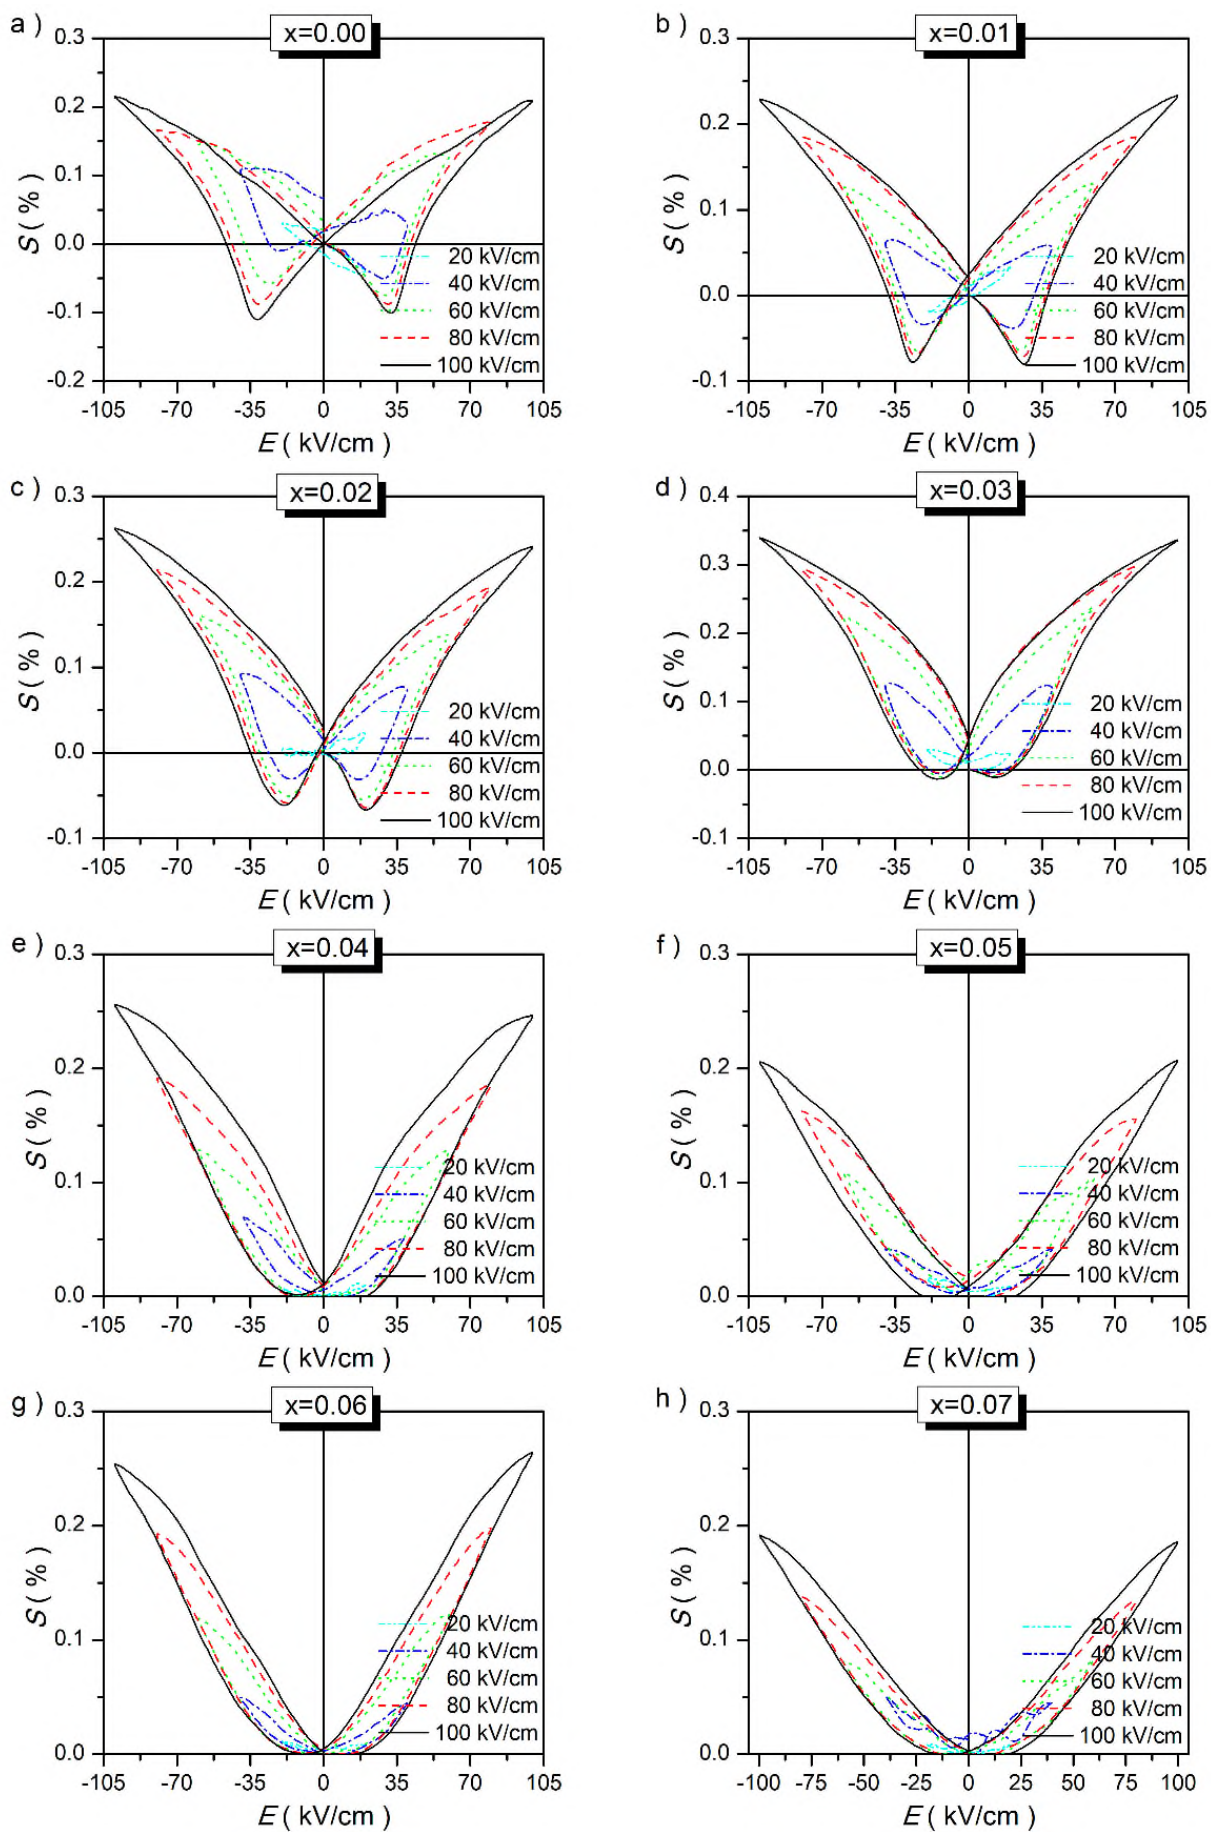 a )
x=0.00
0.3
0.2
0.1
0.0
-0.1
-0.2
S ( % )
20 kV/cm
40 kV/cm
60 kV/cm
80 kV/cm
100 kV/cm
-105 -70 -35 0 35 70 105
E ( kV/cm )
b )
x=0.01
0.3
0.2
0.1
0.0
-0.1
S ( % )
20 kV/cm
40 kV/cm
60 kV/cm
80 kV/cm
100 kV/cm
-105 -70 -35 0 35 70 105
E ( kV/cm )
c )
x=0.02
0.3
0.2
0.1
0.0
-0.1
S ( % )
20 kV/cm
40 kV/cm
60 kV/cm
80 kV/cm
100 kV/cm
-105 -70 -35 0 35 70 105
E ( kV/cm )
d )
x=0.03
0.4
0.3
0.2
0.1
0.0
-0.1
S ( % )
20 kV/cm
40 kV/cm
60 kV/cm
80 kV/cm
100 kV/cm
-105 -70 -35 0 35 70 105
E ( kV/cm )
e )
x=0.04
0.3
0.2
0.1
0.0
S ( % )
20 kV/cm
40 kV/cm
60 kV/cm
80 kV/cm
100 kV/cm
-105 -70 -35 0 35 70 105
E ( kV/cm )
f )
x=0.05
0.3
0.2
0.1
0.0
S ( % )
20 kV/cm
40 kV/cm
60 kV/cm
80 kV/cm
100 kV/cm
-105 -70 -35 0 35 70 105
E ( kV/cm )
g )
x=0.06
0.3
0.2
0.1
0.0
S ( % )
20 kV/cm
40 kV/cm
60 kV/cm
80 kV/cm
100 kV/cm
-105 -70 -35 0 35 70 105
E ( kV/cm )
h )
x=0.07
0.3
0.2
0.1
0.0
S ( % )
20 kV/cm
40 kV/cm
60 kV/cm
80 kV/cm
100 kV/cm
-100 -75 -50 -25 0 25 50 75 100
E ( kV/cm )